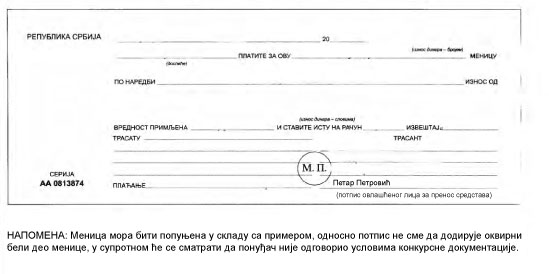 РЕПУБЛИКА СРБИЈА
20
(износ динара – бројем)
ПЛАТИТЕ ЗА ОВУ МЕНИЦУ
(доспеће)
ПО НАРЕДБИ ИЗНОС ОД
(износ динара – словима)
ВРЕДНОСТ ПРИМЉЕНА И СТАВИТЕ ИСТУ НА РАЧУН ИЗВЕШТАЈ
ТРАСАТУ ТРАСАНТ
М. П.
СЕРИЈА
АА 0813874
ПЛАЋАЊЕ Петар Петровић
(потпис овлашћеног лица за пренос средстава)
НАПОМЕНА: Меница мора бити попуњена у складу са примером, односно потпис не сме да додирује оквирни
бели део менице, у супротном ће се сматрати да понуђач није одговорио условима конкурсне документације.